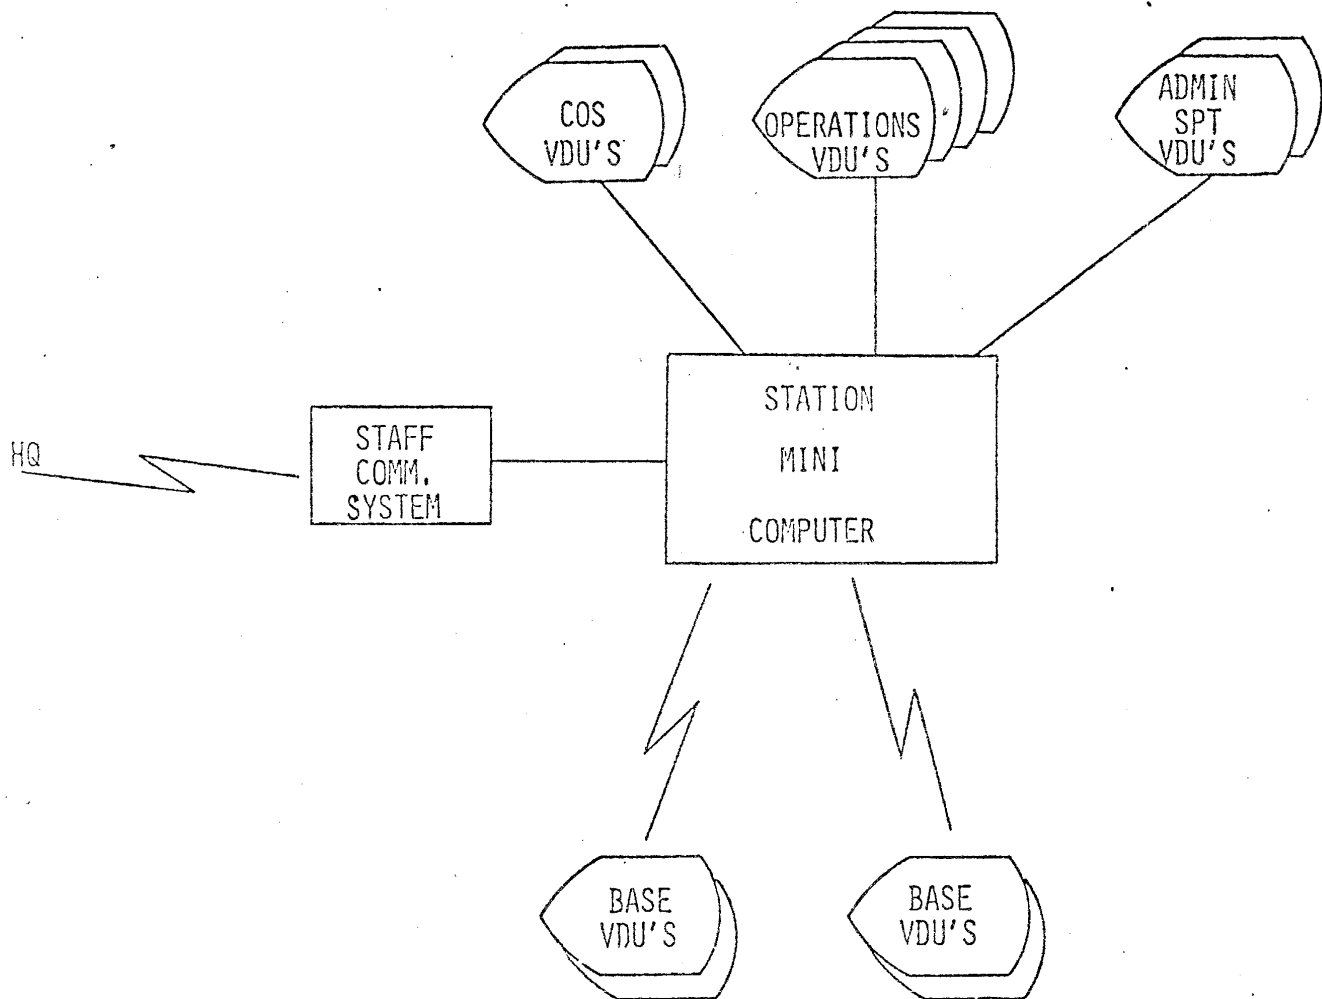 COS
VDU'S
OPERATIONS
VDU'S
ADMIN
SPT
VDU'S
STATION
MINI
COMPUTER
HQ
STAFF
COMM.
SYSTEM
BASE
VDU'S
BASE
VDU'S